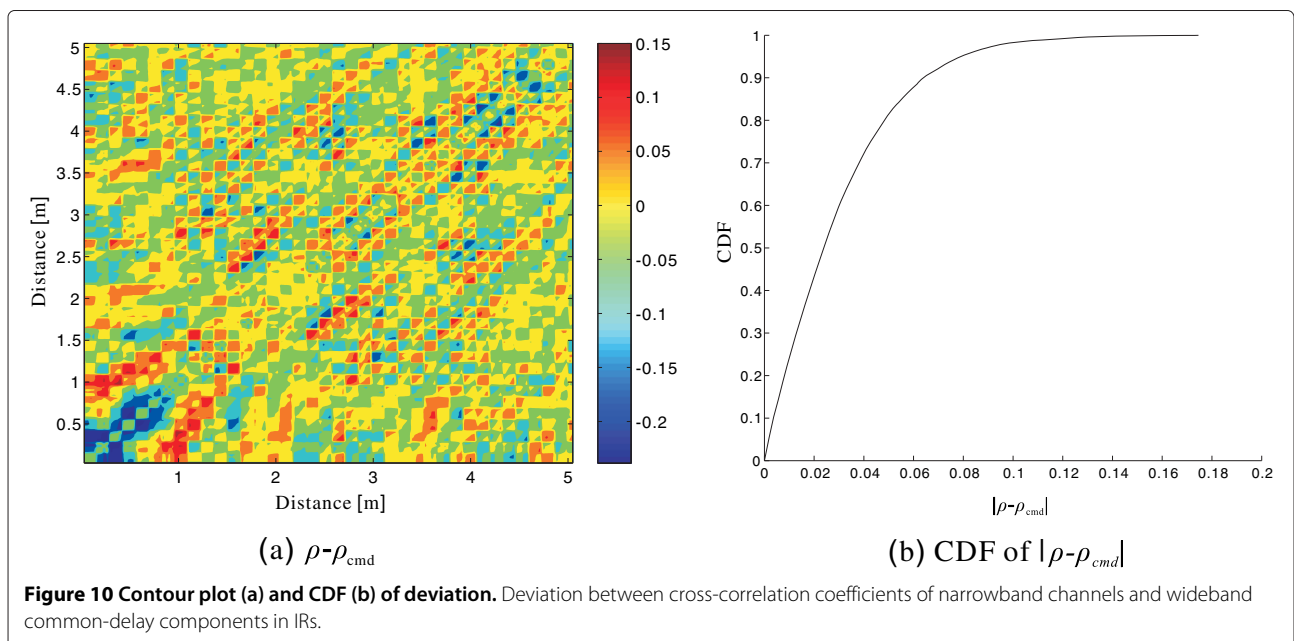 5
4.5
4
3.5
3
2.5
2
1.5
1
0.5
Distance [m]
1 2 3 4 5
Distance [m]
0.15
0.1
0.05
0
-0.05
-0.1
-0.15
-0.2
(a) ρ-ρcmd
1
0.9
0.8
0.7
0.6
0.5
0.4
0.3
0.2
0.1
0
CDF
0 0.02 0.04 0.06 0.08 0.1 0.12 0.14 0.16 0.18 0.2
|ρ-ρcmd|
(b) CDF of |ρ-ρcmd|
Figure 10 Contour plot (a) and CDF (b) of deviation. Deviation between cross-correlation coefficients of narrowband channels and wideband
common-delay components in IRs.